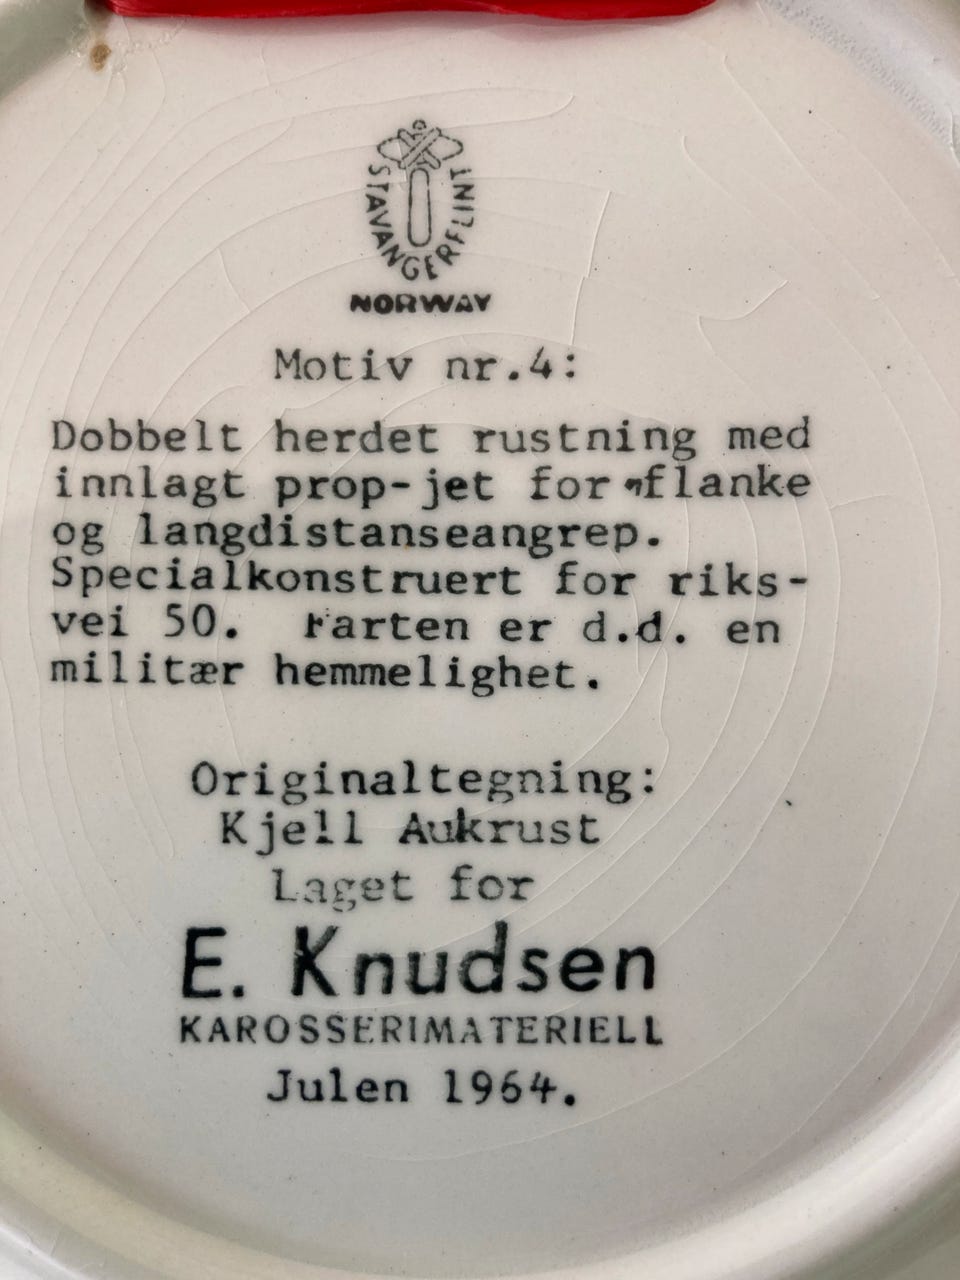 STAVANGERFLINT
NORWAY
Motiv nr.4:
Dobbelt herdet rustning med
innlagt prop-jet for flanke
og langdistanseangrep.
Specialkonstruert for riks-
vei 50. Farten er d.d. en
militær hemmelighet.
Originaltegning:
Kjell Aukrust
Laget for
E. Knudsen
KAROSSERIMATERIELL
Julen 1964.